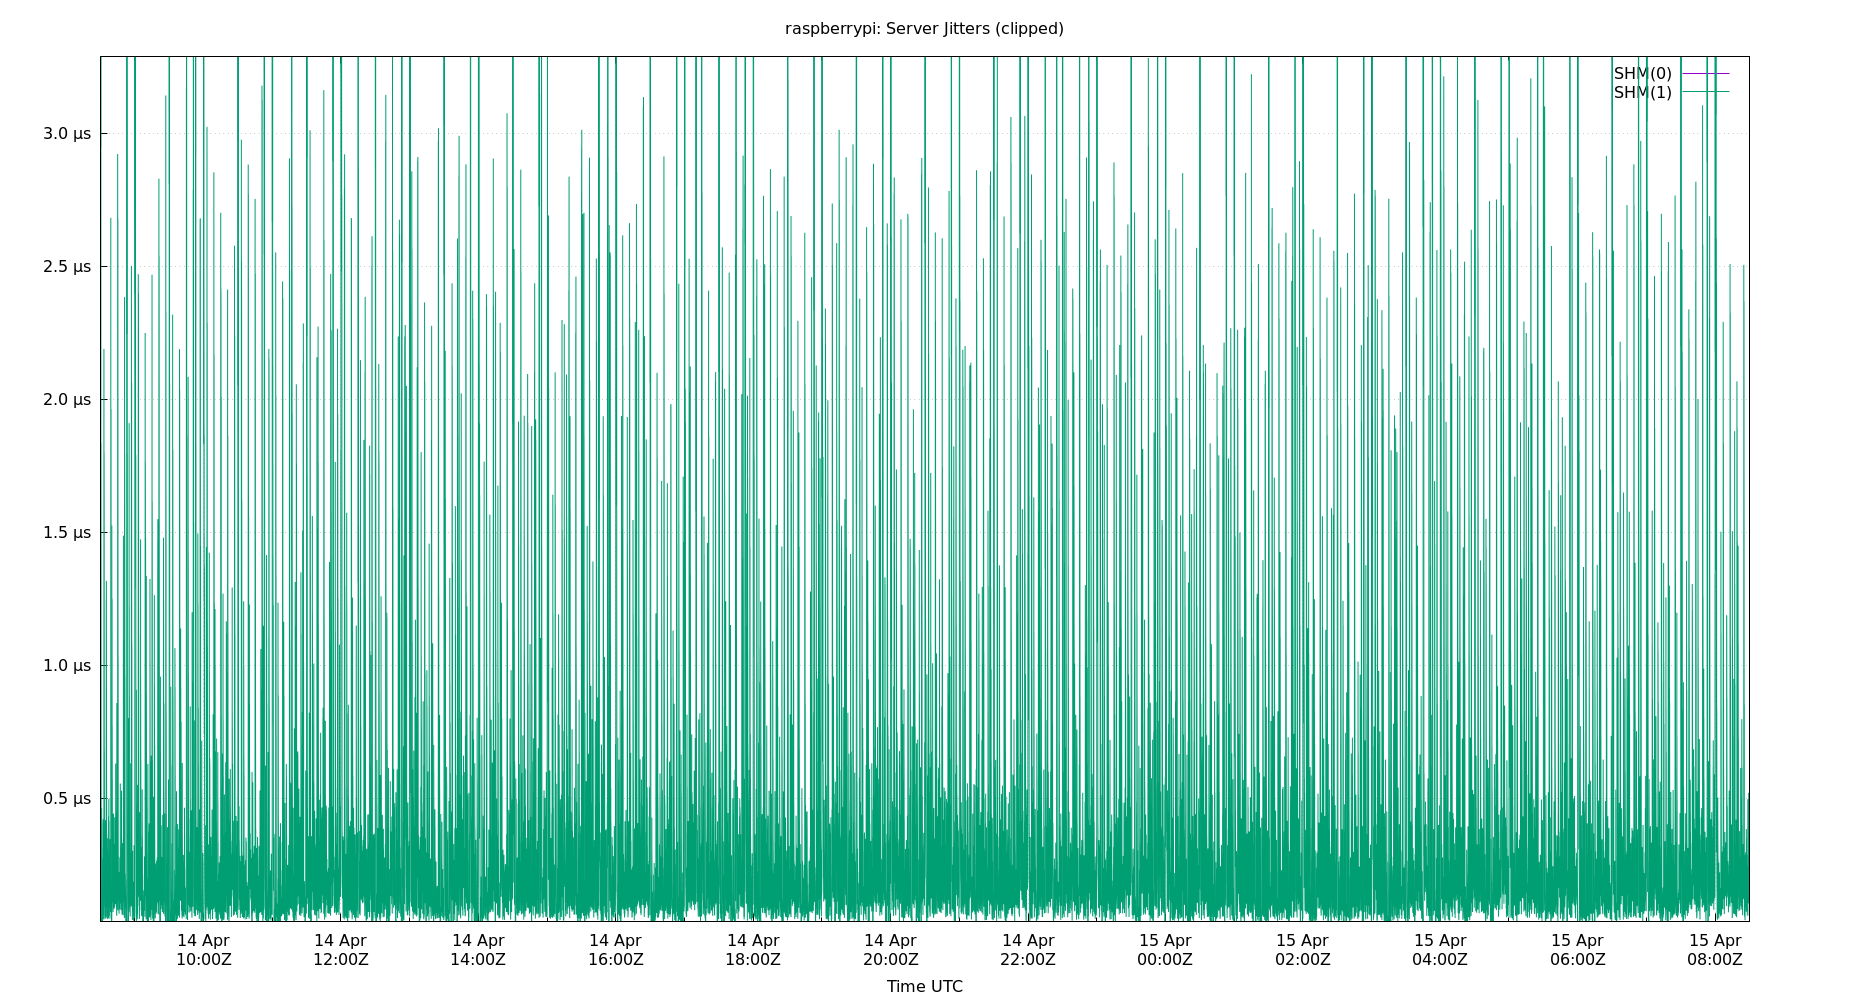 raspberrypi: Server Jitters (clipped)
SHM(0)
SHM(1)
3.0 µs
2.5 µs
2.0 µs
1.5 µs
1.0 µs
0.5 µs
14 Apr 14 Apr 14 Apr 14 Apr 14 Apr 14 Apr 14 Apr 15 Apr 15 Apr 15 Apr 15 Apr 15 Apr
10:00Z 12:00Z 14:00Z 16:00Z 18:00Z 20:00Z 22:00Z 00:00Z 02:00Z 04:00Z 06:00Z 08:00Z
Time UTC